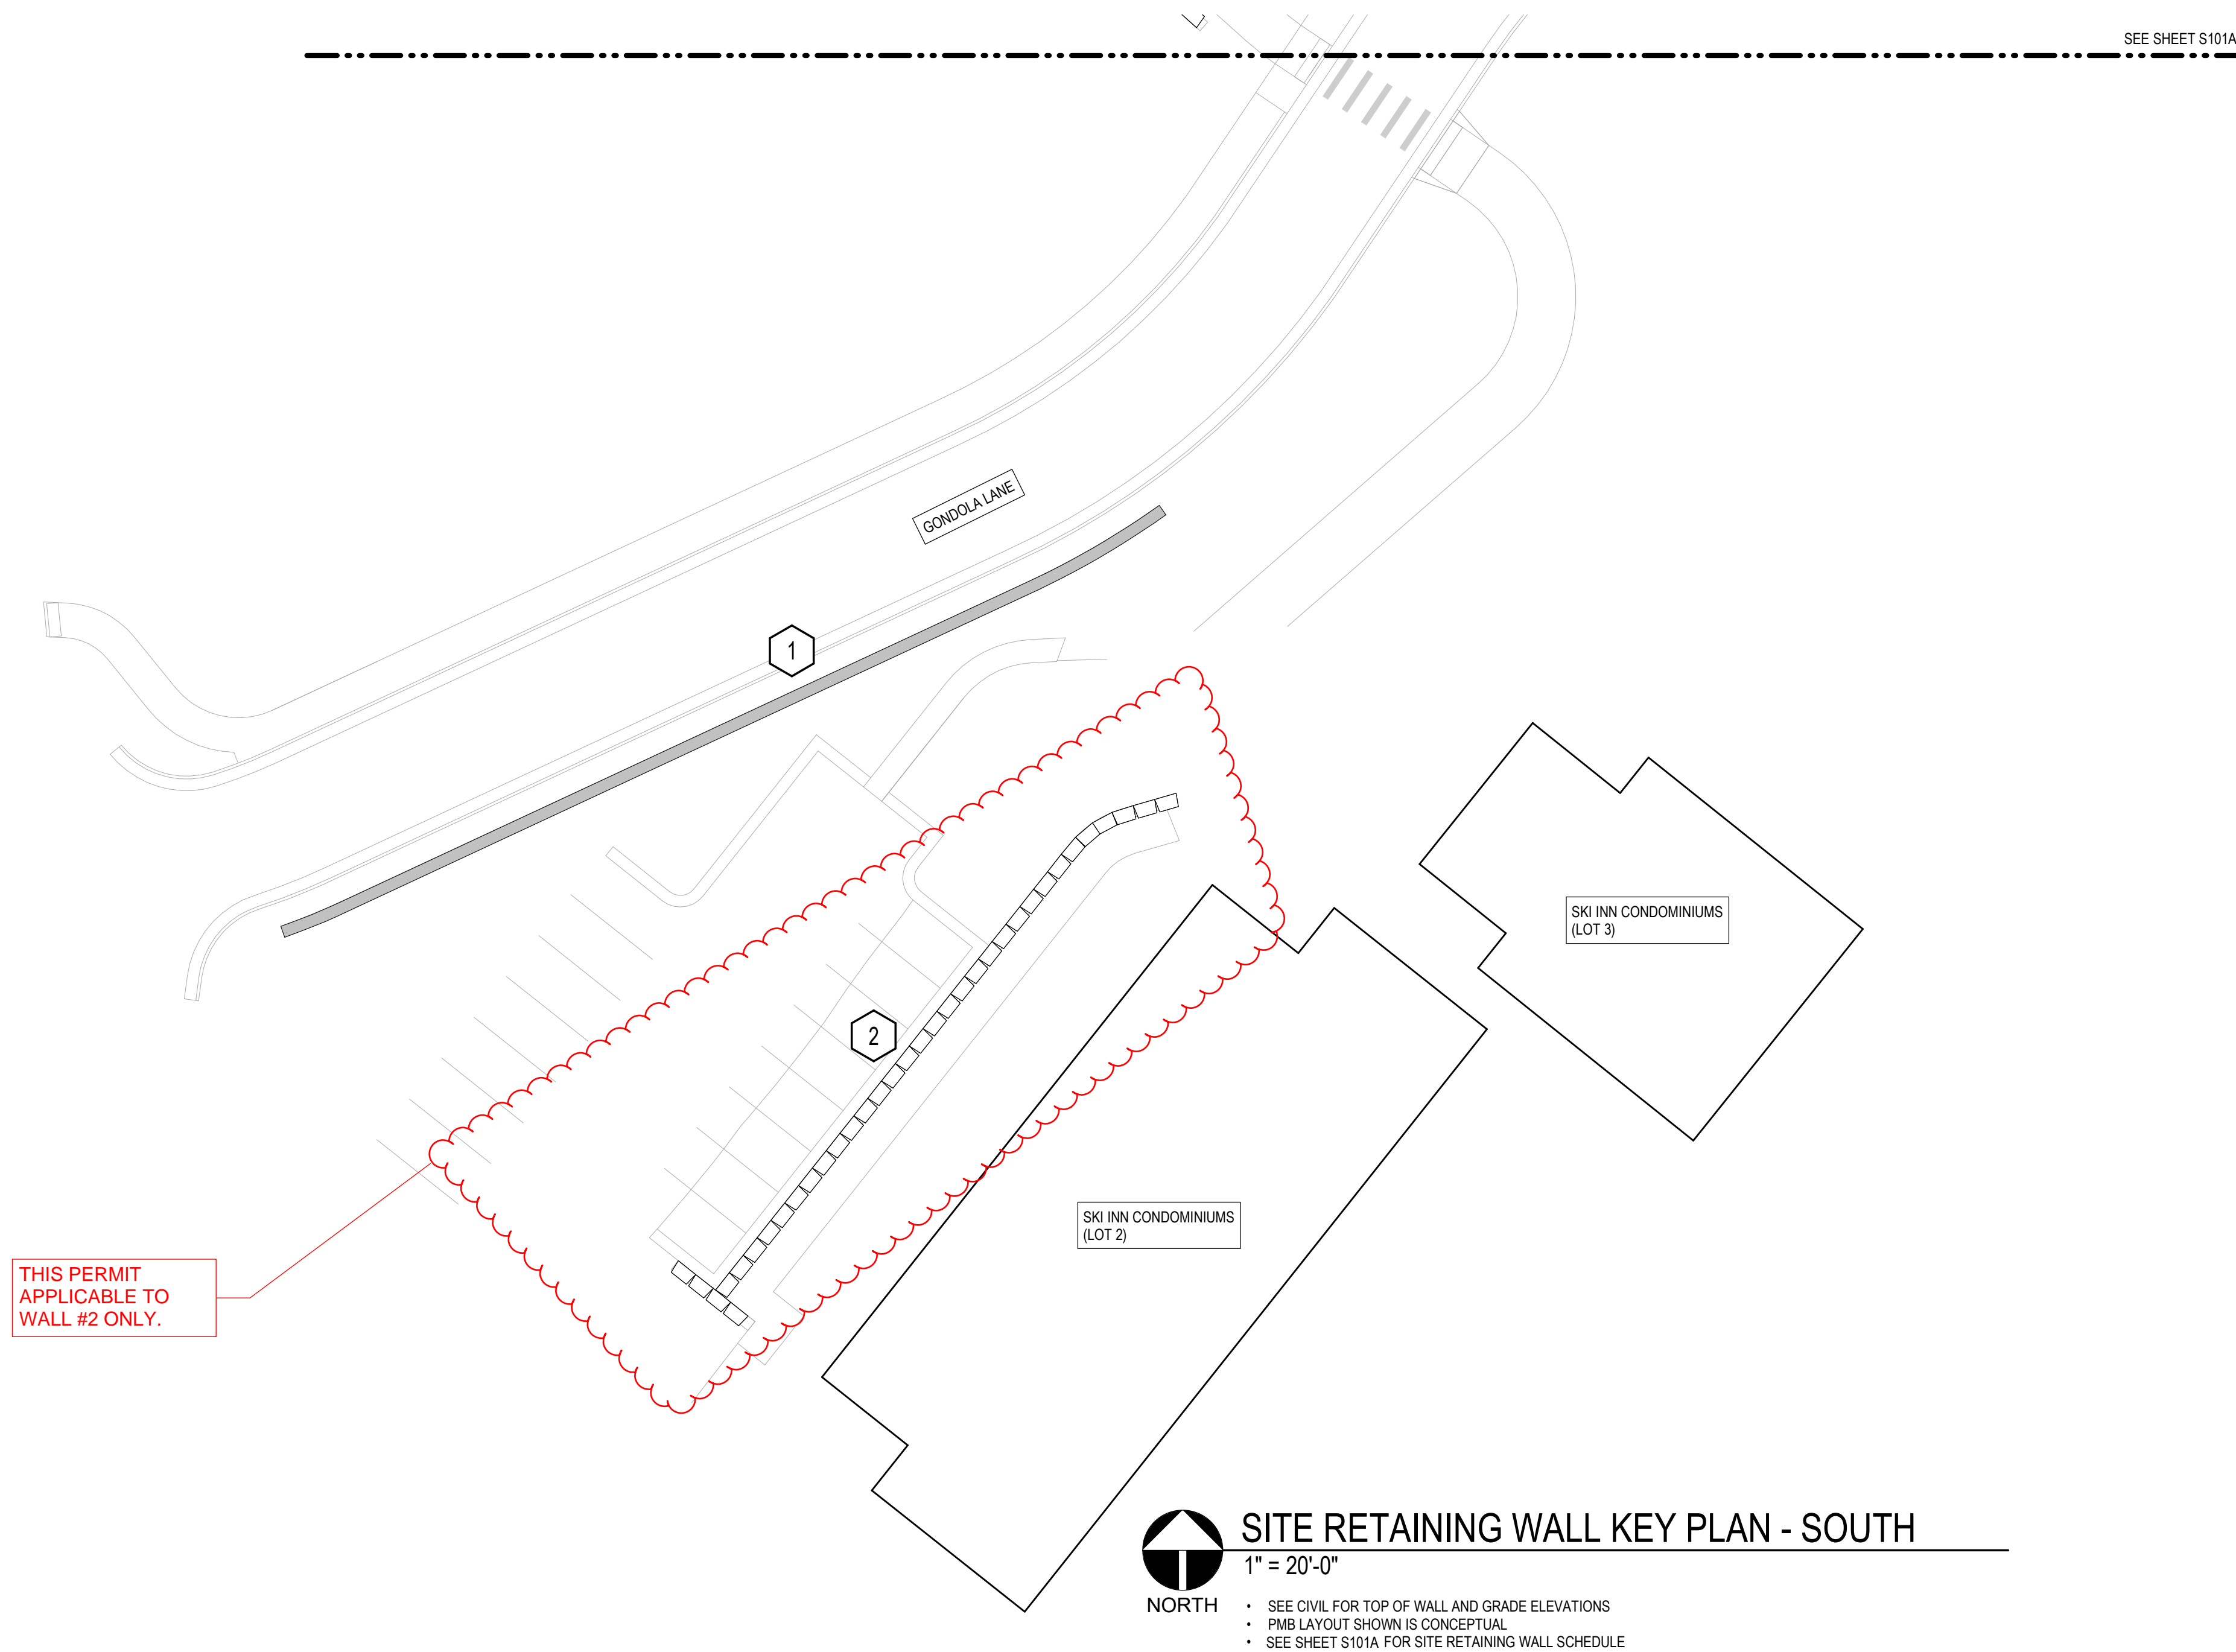 SEE SHEET S101A
GONDOLA LANE
1
SKI INN CONDOMINIUMS
(LOT 3)
2
SKI INN CONDOMINIUMS
(LOT 2)
THIS PERMIT
APPLICABLE TO
WALL #2 ONLY.
SITE RETAINING WALL KEY PLAN - SOUTH
1" = 20'-0"
NORTH
• SEE CIVIL FOR TOP OF WALL AND GRADE ELEVATIONS
• PMB LAYOUT SHOWN IS CONCEPTUAL
• SEE SHEET S101A FOR SITE RETAINING WALL SCHEDULE